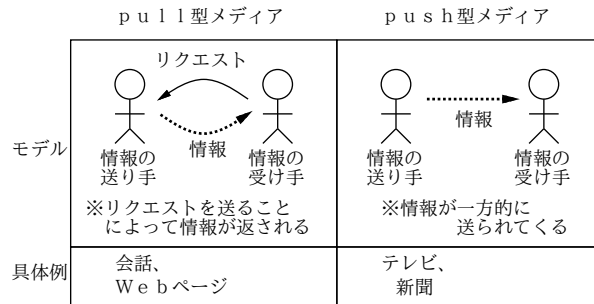 ｐｕｌｌ型メディア
ｐｕｓｈ型メディア
モデル
リクエスト
情報
情報の
送り手
情報の
受け手
※リクエストを送ること
によって情報が返される
情報
情報の
送り手
情報の
受け手
※情報が一方的に
送られてくる
具体例
会話、
Ｗｅｂページ
テレビ、
新聞